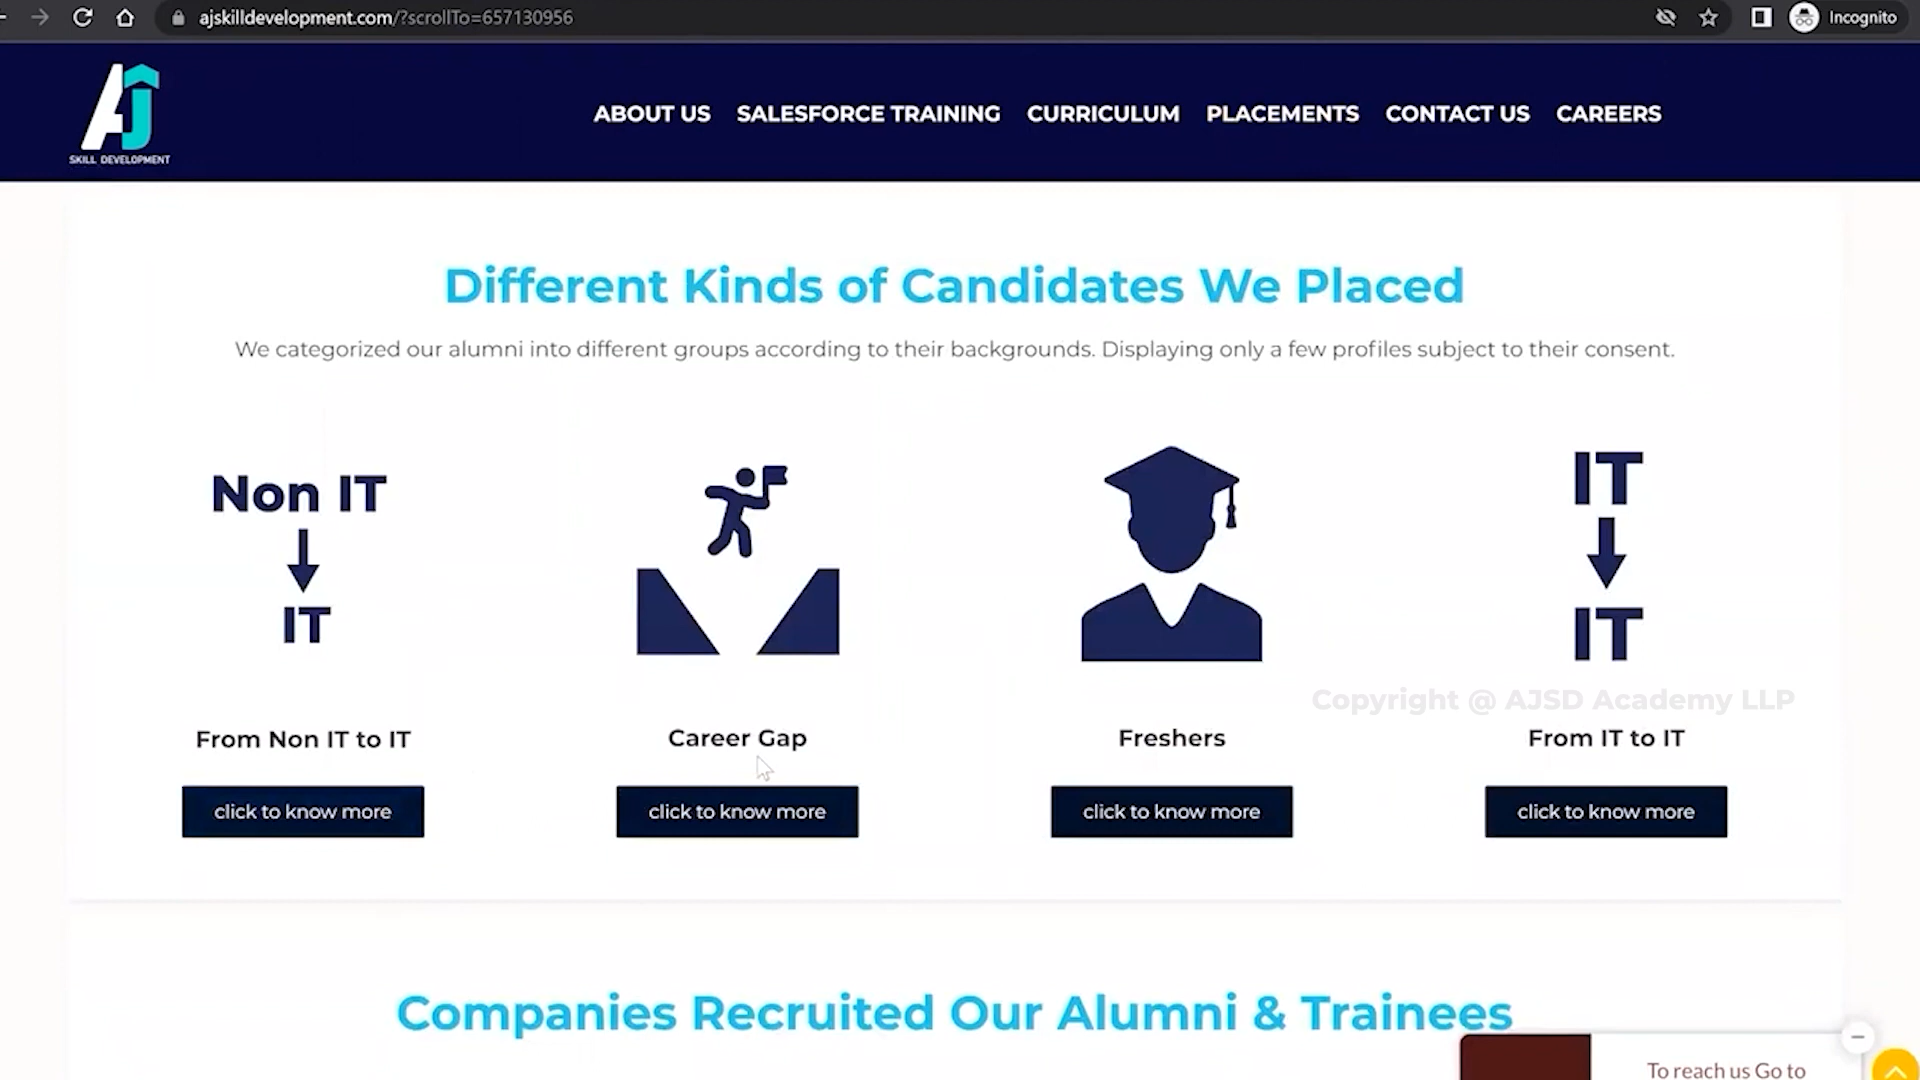 ajskilldevelopment.com/?scrollTo=657130956
Incognito
AJ
SKILL DEVELOPMENT
ABOUT US SALESFORCE TRAINING CURRICULUM PLACEMENTS CONTACT US CAREERS
Different Kinds of Candidates We Placed
We categorized our alumni into different groups according to their backgrounds. Displaying only a few profiles subject to their consent.
Non IT
IT
IT
IT
Copyright @ AJSD Academy LLP
From Non IT to IT
Career Gap
Freshers
From IT to IT
click to know more
click to know more
click to know more
click to know more
Companies Recruited Our Alumni & Trainees
To reach us Go to